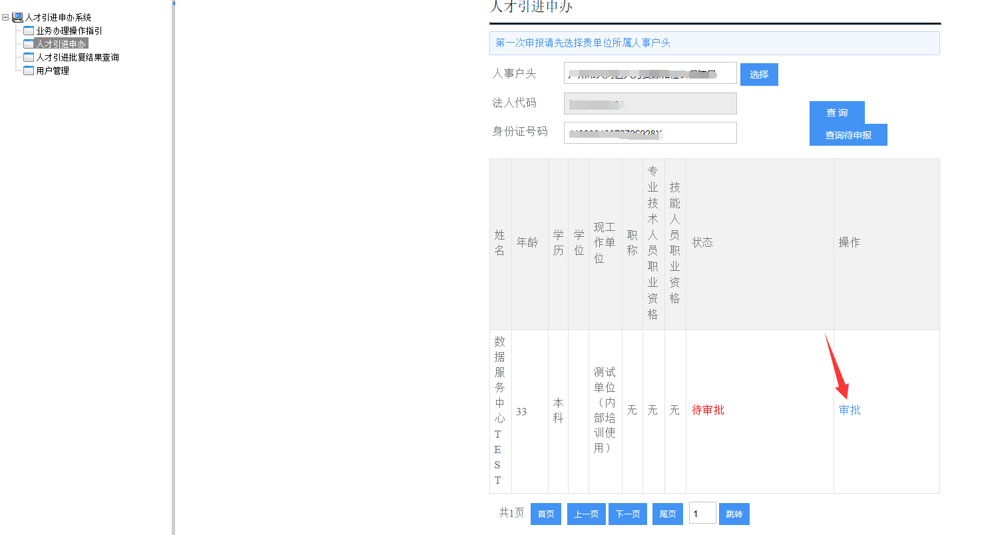 人才引进申办系统
业务办理操作指引
人才引进申办
人才引进批复结果查询
用户管理
人才引进申办
第一次申报请先选择贵单位所属人事户头
人事户头
选择
法人代码
查 询
身份证号码
查询待申报
姓名
年龄
学历
学位
现工作单位
职称
专业技术人员职业资格
技能人员职业资格
状态
操作
数据服务中心TEST
33
本科
测试单位（内部培训使用）
无
无
无
待审批
审批
共1页
首页
上一页
下一页
尾页
1
跳转